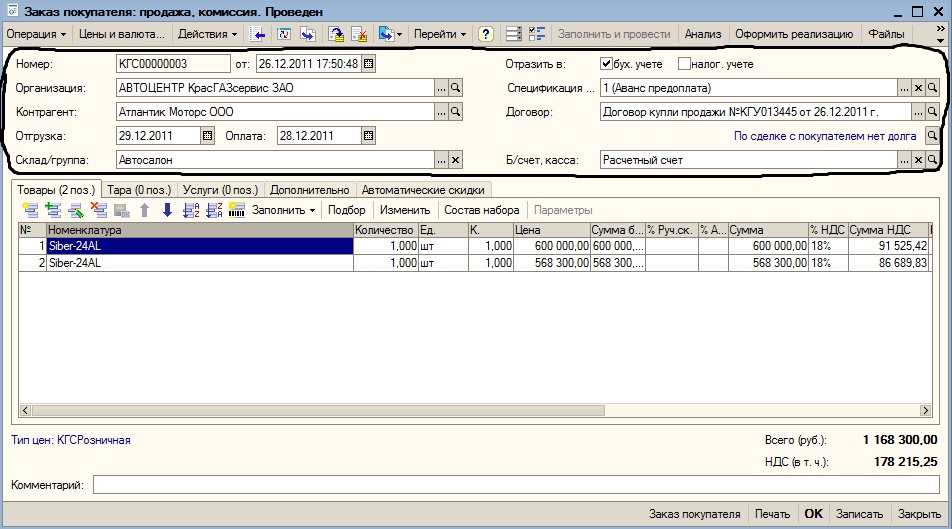 Заказ покупателя: продажа, комиссия. Проведен
Операция Цены и валюта... Действия Перейти ? Заполнить и провести Анализ Оформить реализацию Файлы »
Номер: КГС00000003 от: 26.12.2011 17:50:48 Отразить в: бух. учете налог. учете
Организация: АВТОЦЕНТР КрасГАЗсервис ЗАО ... Спецификация ... 1 (Аванс предоплата) ...
Контрагент: Атлантик Моторс ООО ... Договор: Договор купли продажи №КГУ013445 от 26.12.2011 г. ...
Отгрузка: 29.12.2011 Оплата: 28.12.2011 По сделке с покупателем нет долга
Склад/группа: Автосалон ... Б/счет, касса: Расчетный счет ...
Товары (2 поз.) Тара (0 поз.) Услуги (0 поз.) Дополнительно Автоматические скидки
Заполнить Подбор Изменить Состав набора Параметры
№ Номенклатура Количество Ед. К. Цена Сумма б... % Руч.ск. % А... Сумма % НДС Сумма НДС
1 Siber-24AL 1,000 шт 1,000 600 000,00 600 000,... 600 000,00 18% 91 525,42
2 Siber-24AL 1,000 шт 1,000 568 300,00 568 300,... 568 300,00 18% 86 689,83
Тип цен: КГСРозничная Всего (руб.): 1 168 300,00
НДС (в т. ч.): 178 215,25
Комментарий:
Заказ покупателя Печать OK Записать Закрыть